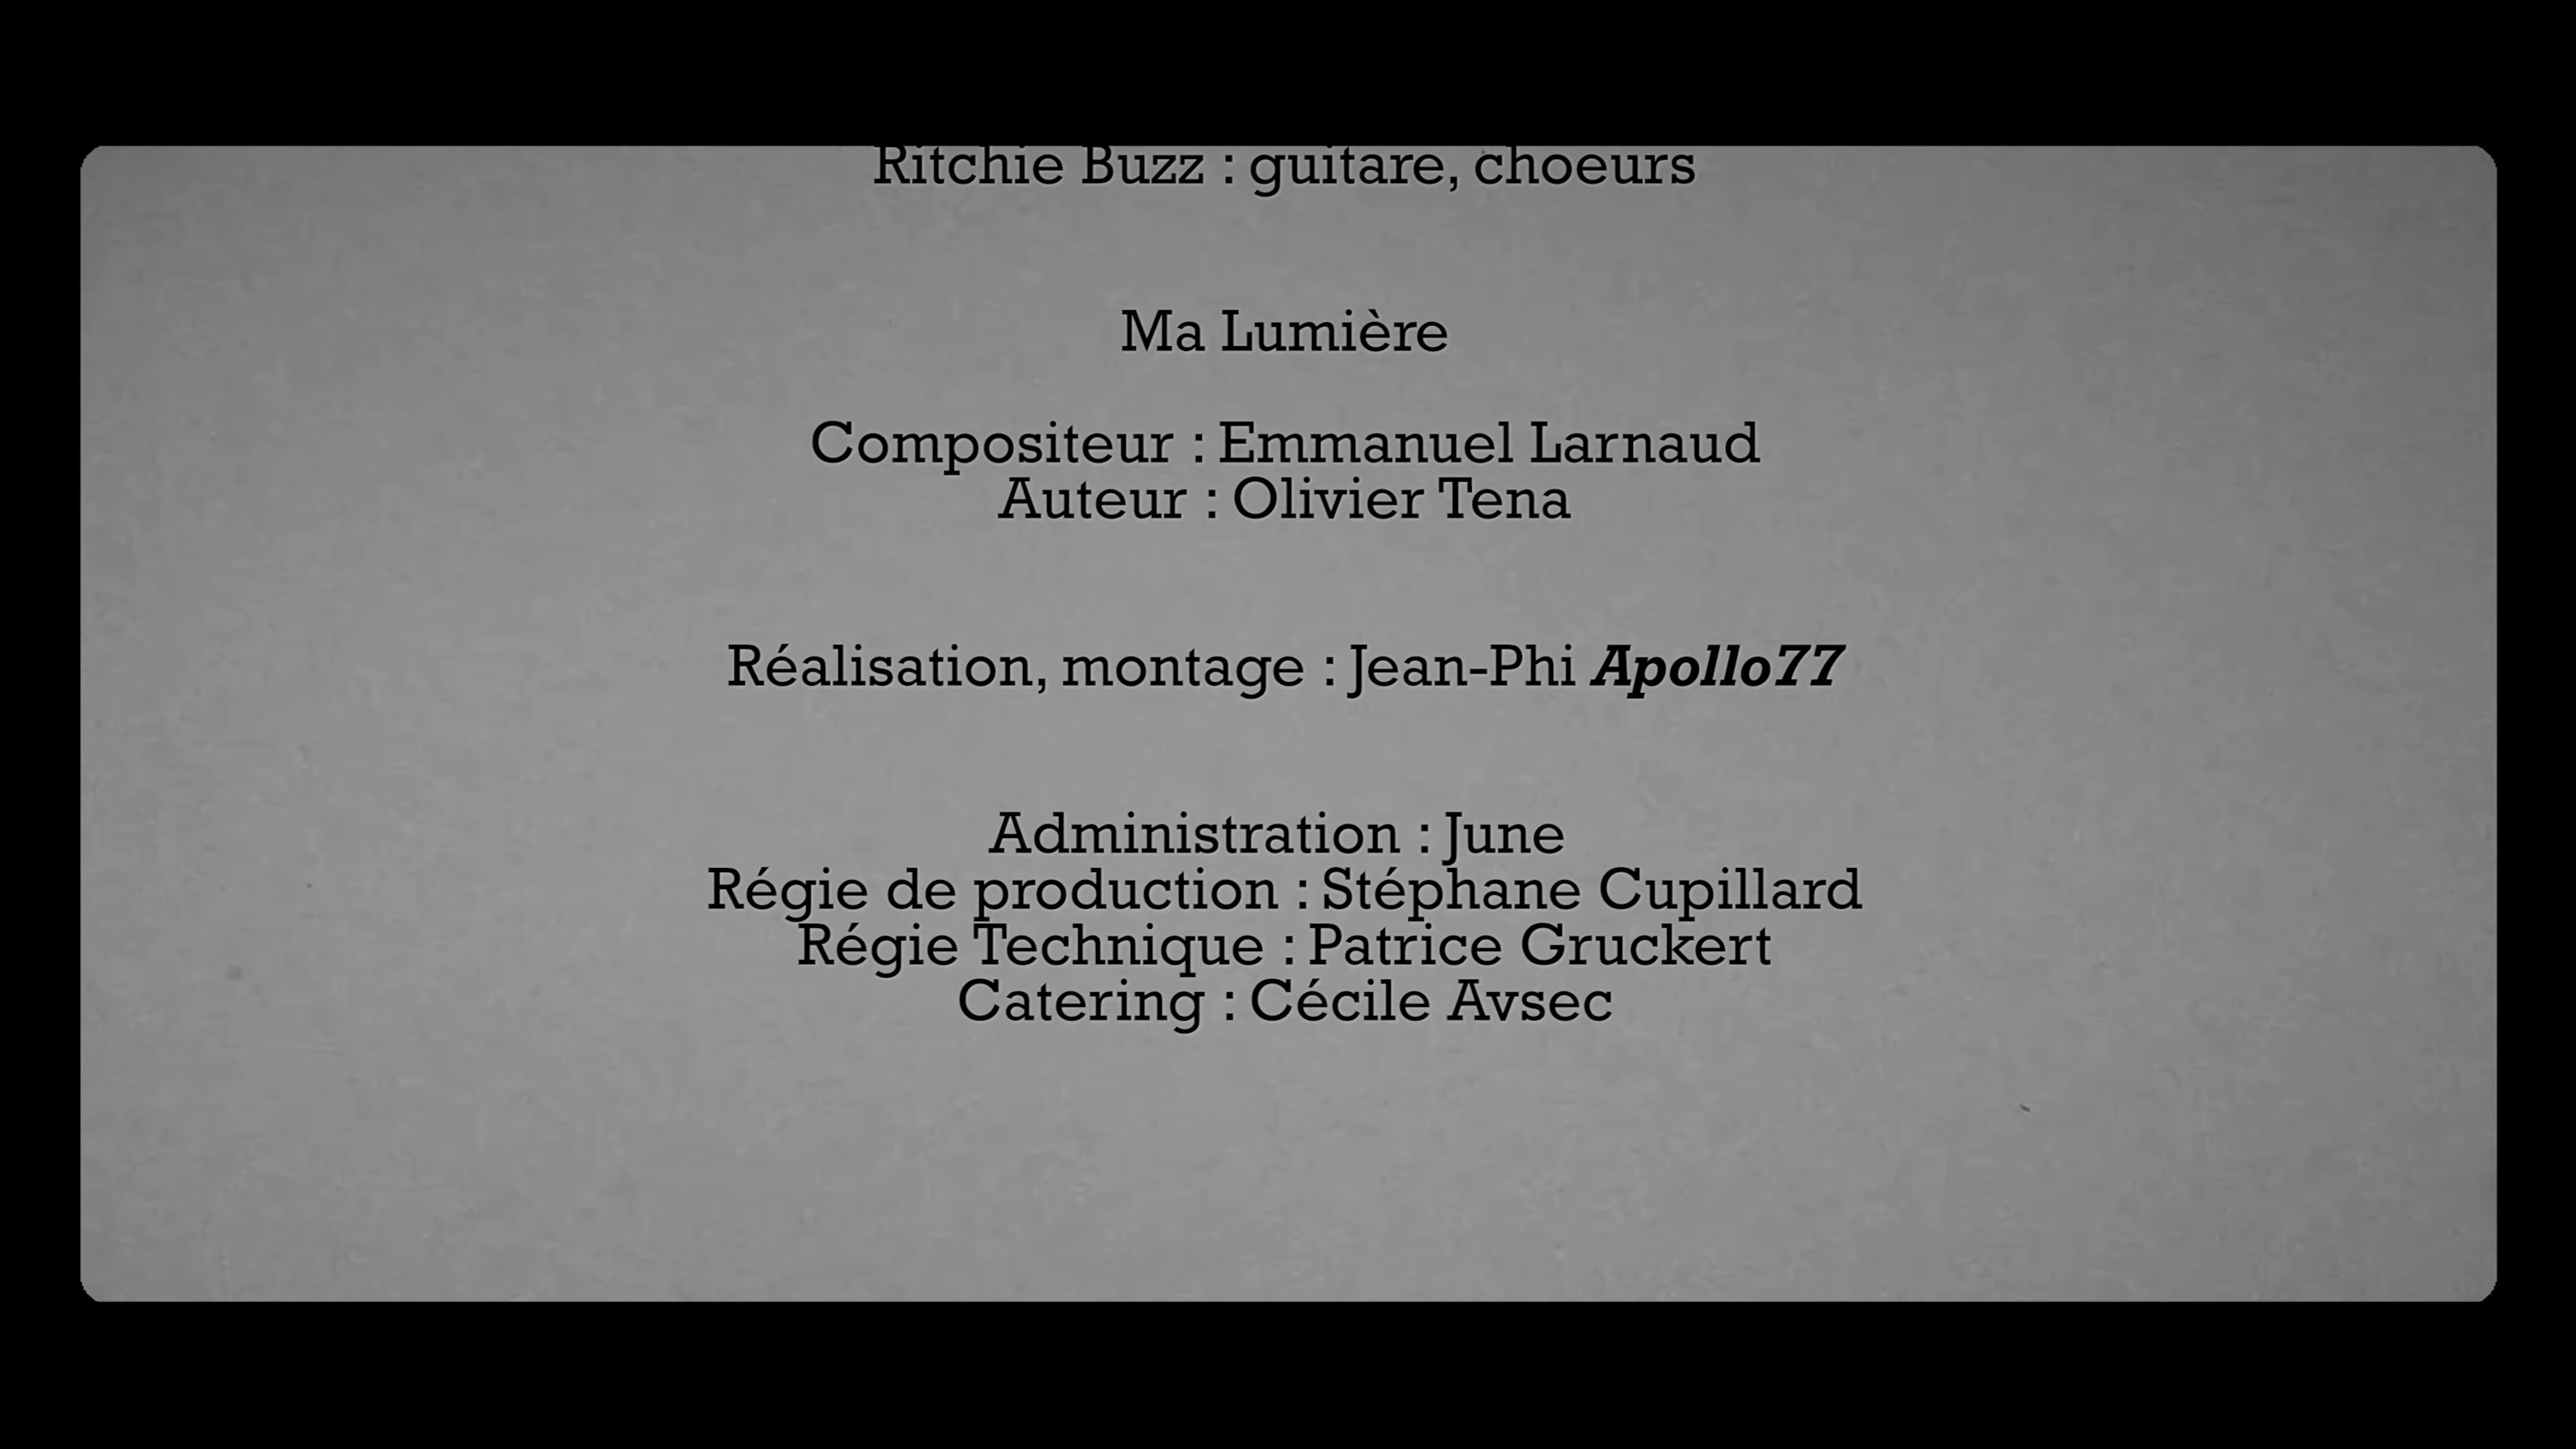 Ritchie Buzz : guitare, choeurs
Ma Lumière
Compositeur : Emmanuel Larnaud
Auteur : Olivier Tena
Réalisation, montage : Jean-Phi Apollo77
Administration : June
Régie de production : Stéphane Cupillard
Régie Technique : Patrice Gruckert
Catering : Cécile Avsec